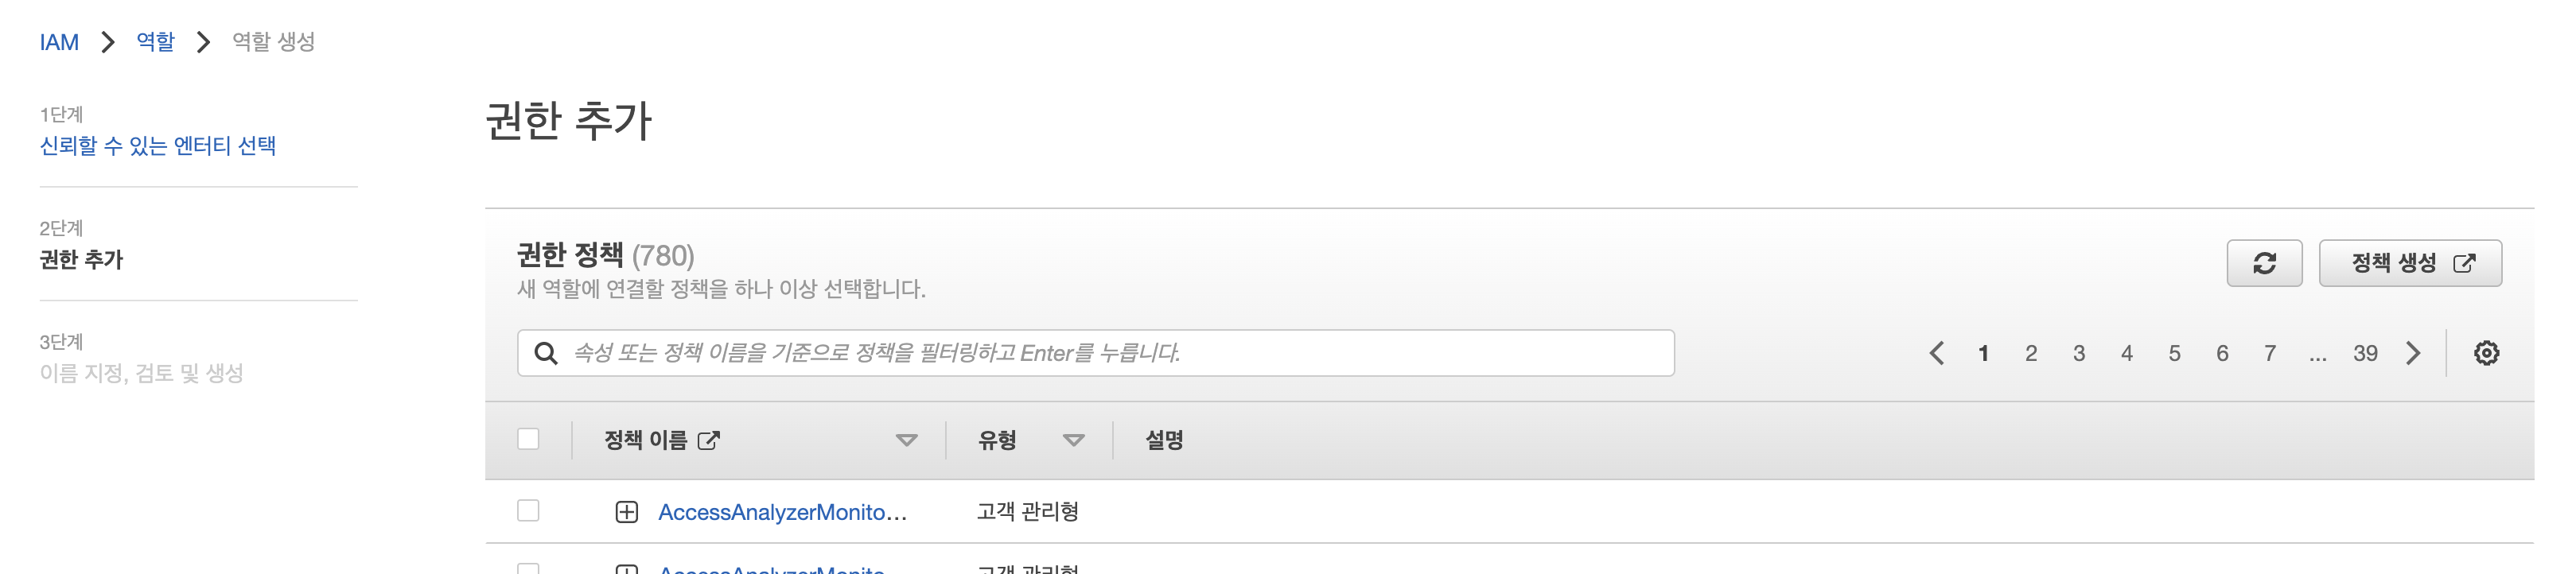 IAM 역할 역할 생성
1단계
신뢰할 수 있는 엔터티 선택
2단계
권한 추가
3단계
이름 지정, 검토 및 생성
권한 추가
권한 정책 (780)
새 역할에 연결할 정책을 하나 이상 선택합니다.
정책 생성
속성 또는 정책 이름을 기준으로 정책을 필터링하고 Enter를 누릅니다.
1 2 3 4 5 6 7 ... 39
정책 이름 유형 설명
AccessAnalyzerMonito... 고객 관리형
AccessAnalyzerMonito... 고객 관리형